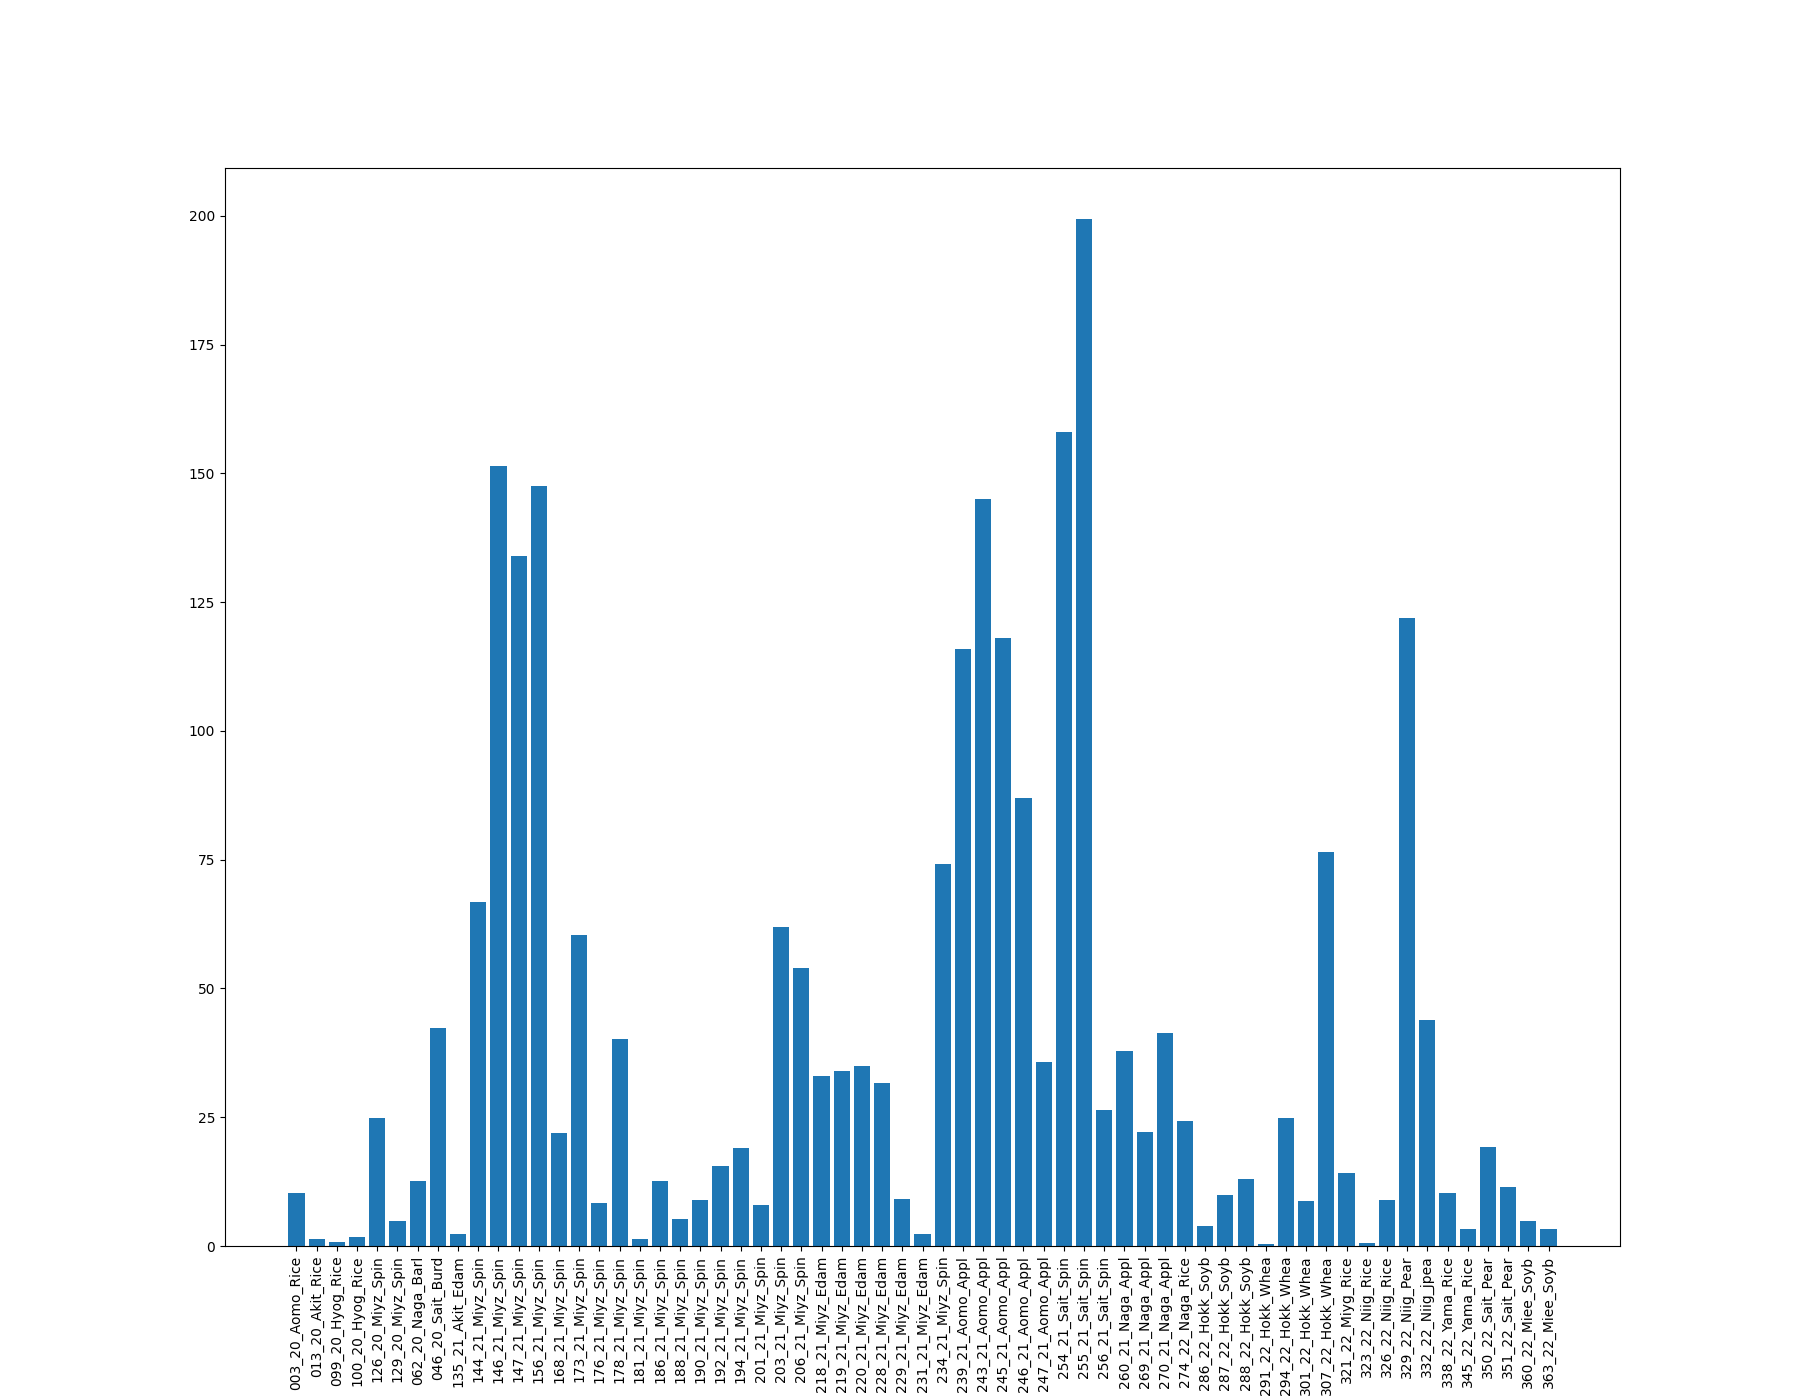 200
175
150
125
100
75
50
25
0
003_20_Aomo_Rice
013_20_Akit_Rice
099_20_Hyog_Rice
100_20_Hyog_Rice
126_20_Miyz_Spin
129_20_Miyz_Spin
062_20_Naga_Barl
046_20_Sait_Burd
135_21_Akit_Edam
144_21_Miyz_Spin
146_21_Miyz_Spin
147_21_Miyz_Spin
156_21_Miyz_Spin
168_21_Miyz_Spin
173_21_Miyz_Spin
176_21_Miyz_Spin
178_21_Miyz_Spin
181_21_Miyz_Spin
186_21_Miyz_Spin
188_21_Miyz_Spin
190_21_Miyz_Spin
192_21_Miyz_Spin
194_21_Miyz_Spin
201_21_Miyz_Spin
203_21_Miyz_Spin
206_21_Miyz_Spin
218_21_Miyz_Edam
219_21_Miyz_Edam
220_21_Miyz_Edam
228_21_Miyz_Edam
229_21_Miyz_Edam
231_21_Miyz_Edam
234_21_Miyz_Spin
239_21_Aomo_Appl
243_21_Aomo_Appl
245_21_Aomo_Appl
246_21_Aomo_Appl
247_21_Aomo_Appl
254_21_Sait_Spin
255_21_Sait_Spin
256_21_Sait_Spin
260_21_Naga_Appl
269_21_Naga_Appl
270_21_Naga_Appl
274_22_Naga_Rice
286_22_Hokk_Soyb
287_22_Hokk_Soyb
288_22_Hokk_Soyb
291_22_Hokk_Whea
294_22_Hokk_Whea
301_22_Hokk_Whea
307_22_Hokk_Whea
321_22_Miyg_Rice
323_22_Niig_Rice
326_22_Niig_Rice
329_22_Niig_Pear
332_22_Niig_jpea
338_22_Yama_Rice
345_22_Yama_Rice
350_22_Sait_Pear
351_22_Sait_Pear
360_22_Miee_Soyb
363_22_Miee_Soyb